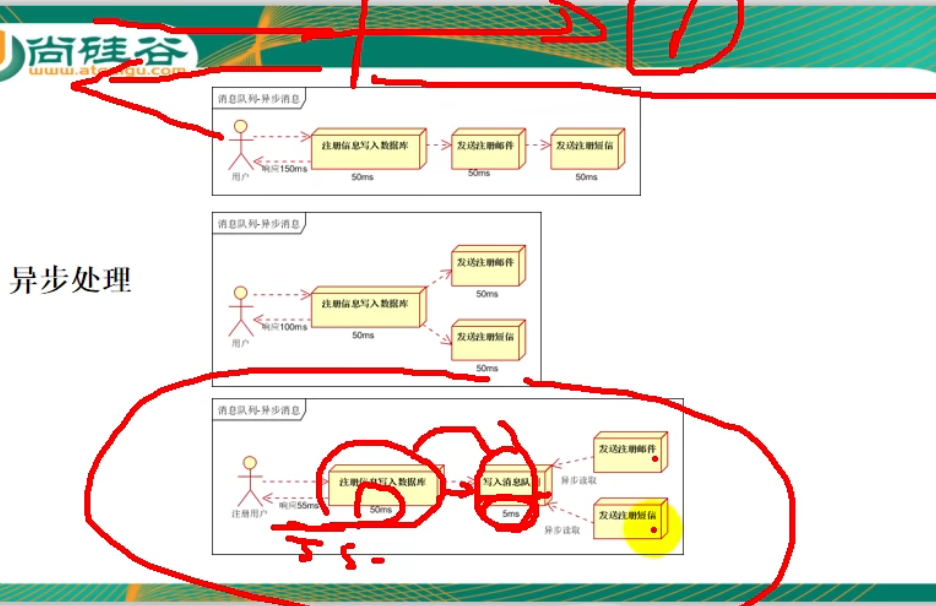 尚硅谷
www.atguigu.com
消息队列-异步消息
注册信息写入数据库
发送注册邮件
发送注册短信
用户
响应150ms
50ms
50ms
50ms
异步处理
消息队列-异步消息
注册信息写入数据库
发送注册邮件
50ms
发送注册短信
用户
响应100ms
50ms
50ms
消息队列-异步消息
注册信息写入数据库
写入消息队
发送注册邮件
异步读取
注册用户
响应55ms
50ms
5ms
发送注册短信
异步读取
55